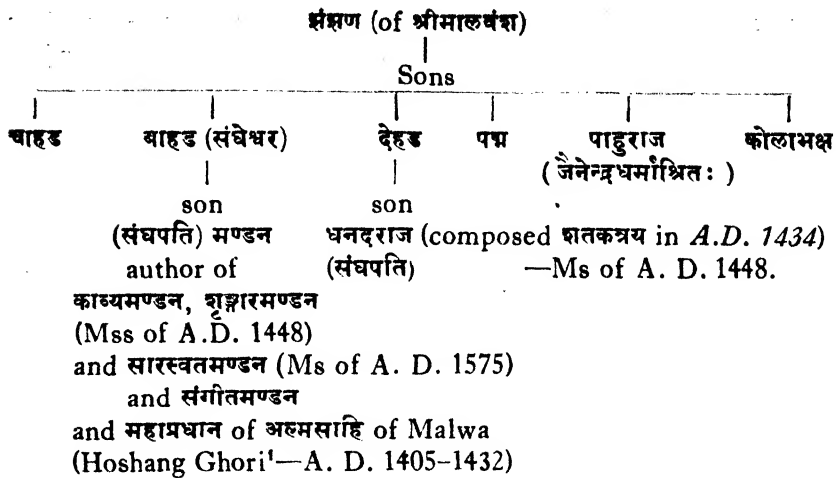 झंझण (of श्रीमालवंश)
Sons
चाहड बाहड (संघेश्वर) देहड पद्म पाहुराज कोलाभक्ष
(जैनेन्द्रधर्माश्रितः)
son son
(संघपति) मण्डन धनदराज (composed शतकत्रय in A.D. 1434)
author of (संघपति) —Ms of A. D. 1448.
काव्यमण्डन, शृङ्गारमण्डन
(Mss of A.D. 1448)
and सारस्वतमण्डन (Ms of A. D. 1575)
and संगीतमण्डन
and महाप्रधान of अल्मसाहि of Malwa
(Hoshang Ghori¹—A. D. 1405-1432)